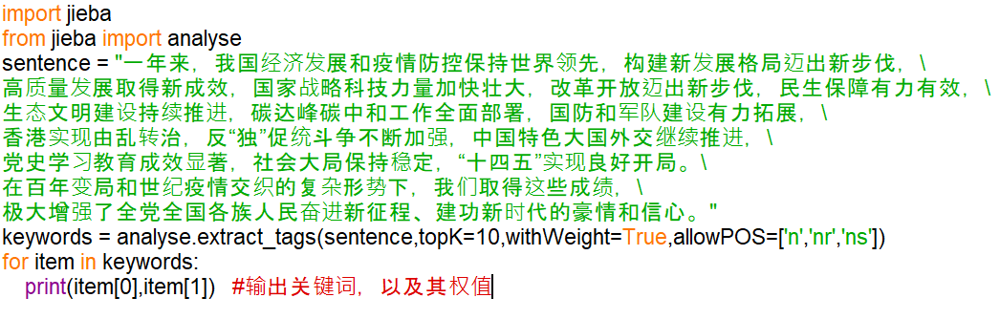 import jieba
from jieba import analyse
sentence = "一年来，我国经济发展和疫情防控保持世界领先，构建新发展格局迈出新步伐，\
高质量发展取得新成效，国家战略科技力量加快壮大，改革开放迈出新步伐，民生保障有力有效，\
生态文明建设持续推进，碳达峰碳中和工作全面部署，国防和军队建设有力拓展，\
香港实现由乱转治，反“独”促统斗争不断加强，中国特色大国外交继续推进，\
党史学习教育成效显著，社会大局保持稳定，“十四五”实现良好开局。\
在百年变局和世纪疫情交织的复杂形势下，我们取得这些成绩，\
极大增强了全党全国各族人民奋进新征程、建功新时代的豪情和信心。"
keywords = analyse.extract_tags(sentence,topK=10,withWeight=True,allowPOS=['n','nr','ns'])
for item in keywords:
    print(item[0],item[1])   #输出关键词，以及其权值